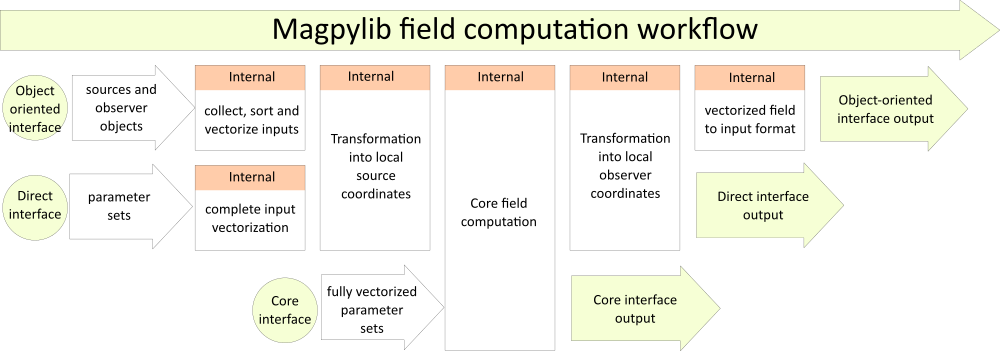 Magpylib field computation workflow
Object
oriented
interface
sources and
observer
objects
Internal
collect, sort and
vectorize inputs
Internal
Transformation
into local
source
coordinates
Internal
Core field
computation
Internal
Transformation
into local
observer
coordinates
Internal
vectorized field
to input format
Object-oriented
interface output
Direct
interface
parameter
sets
Internal
complete input
vectorization
Direct interface
output
Core
interface
fully vectorized
parameter
sets
Core interface
output